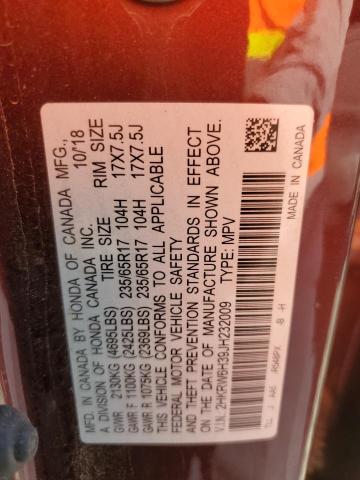 MFD. IN CANADA BY HONDA OF CANADA MFG.,
A DIVISION OF HONDA CANADA INC. 10/18
TIRE SIZE RIM SIZE
GVWR 2130KG (4695LBS)
GAWR F 1100KG (2425LBS) 235/65R17 104H 17X7.5J
GAWR R 1075KG (2369LBS) 235/65R17 104H 17X7.5J
THIS VEHICLE CONFORMS TO ALL APPLICABLE
FEDERAL MOTOR VEHICLE SAFETY
AND THEFT PREVENTION STANDARDS IN EFFECT
ON THE DATE OF MANUFACTURE SHOWN ABOVE.
V.I.N.: 2HKRW6H39JH232009 TYPE: MPV
MADE IN CANADA